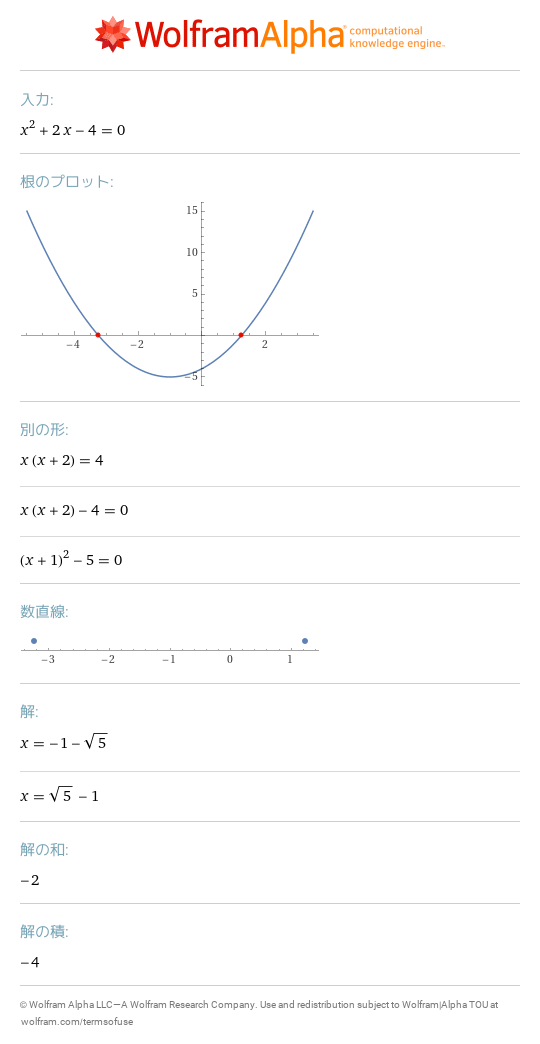 WolframAlpha computational knowledge engine.
入力:
x² + 2 x − 4 = 0
根のプロット:
15
10
5
−4 −2 2
−5
別の形:
x (x + 2) = 4
x (x + 2) − 4 = 0
(x + 1)² − 5 = 0
数直線:
−3 −2 −1 0 1
解:
x = −1 − √5
x = √5 − 1
解の和:
−2
解の積:
−4
© Wolfram Alpha LLC—A Wolfram Research Company. Use and redistribution subject to Wolfram|Alpha TOU at
wolfram.com/termsofuse